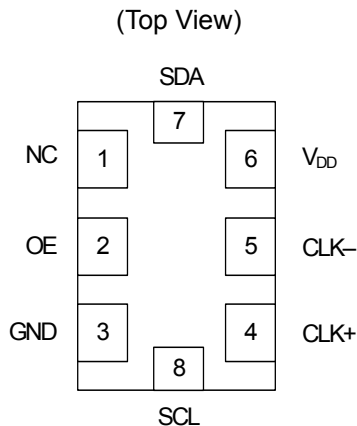 (Top View)
SDA
7
NC 1 6 VDD
OE 2 5 CLK–
GND 3 4 CLK+
8
SCL